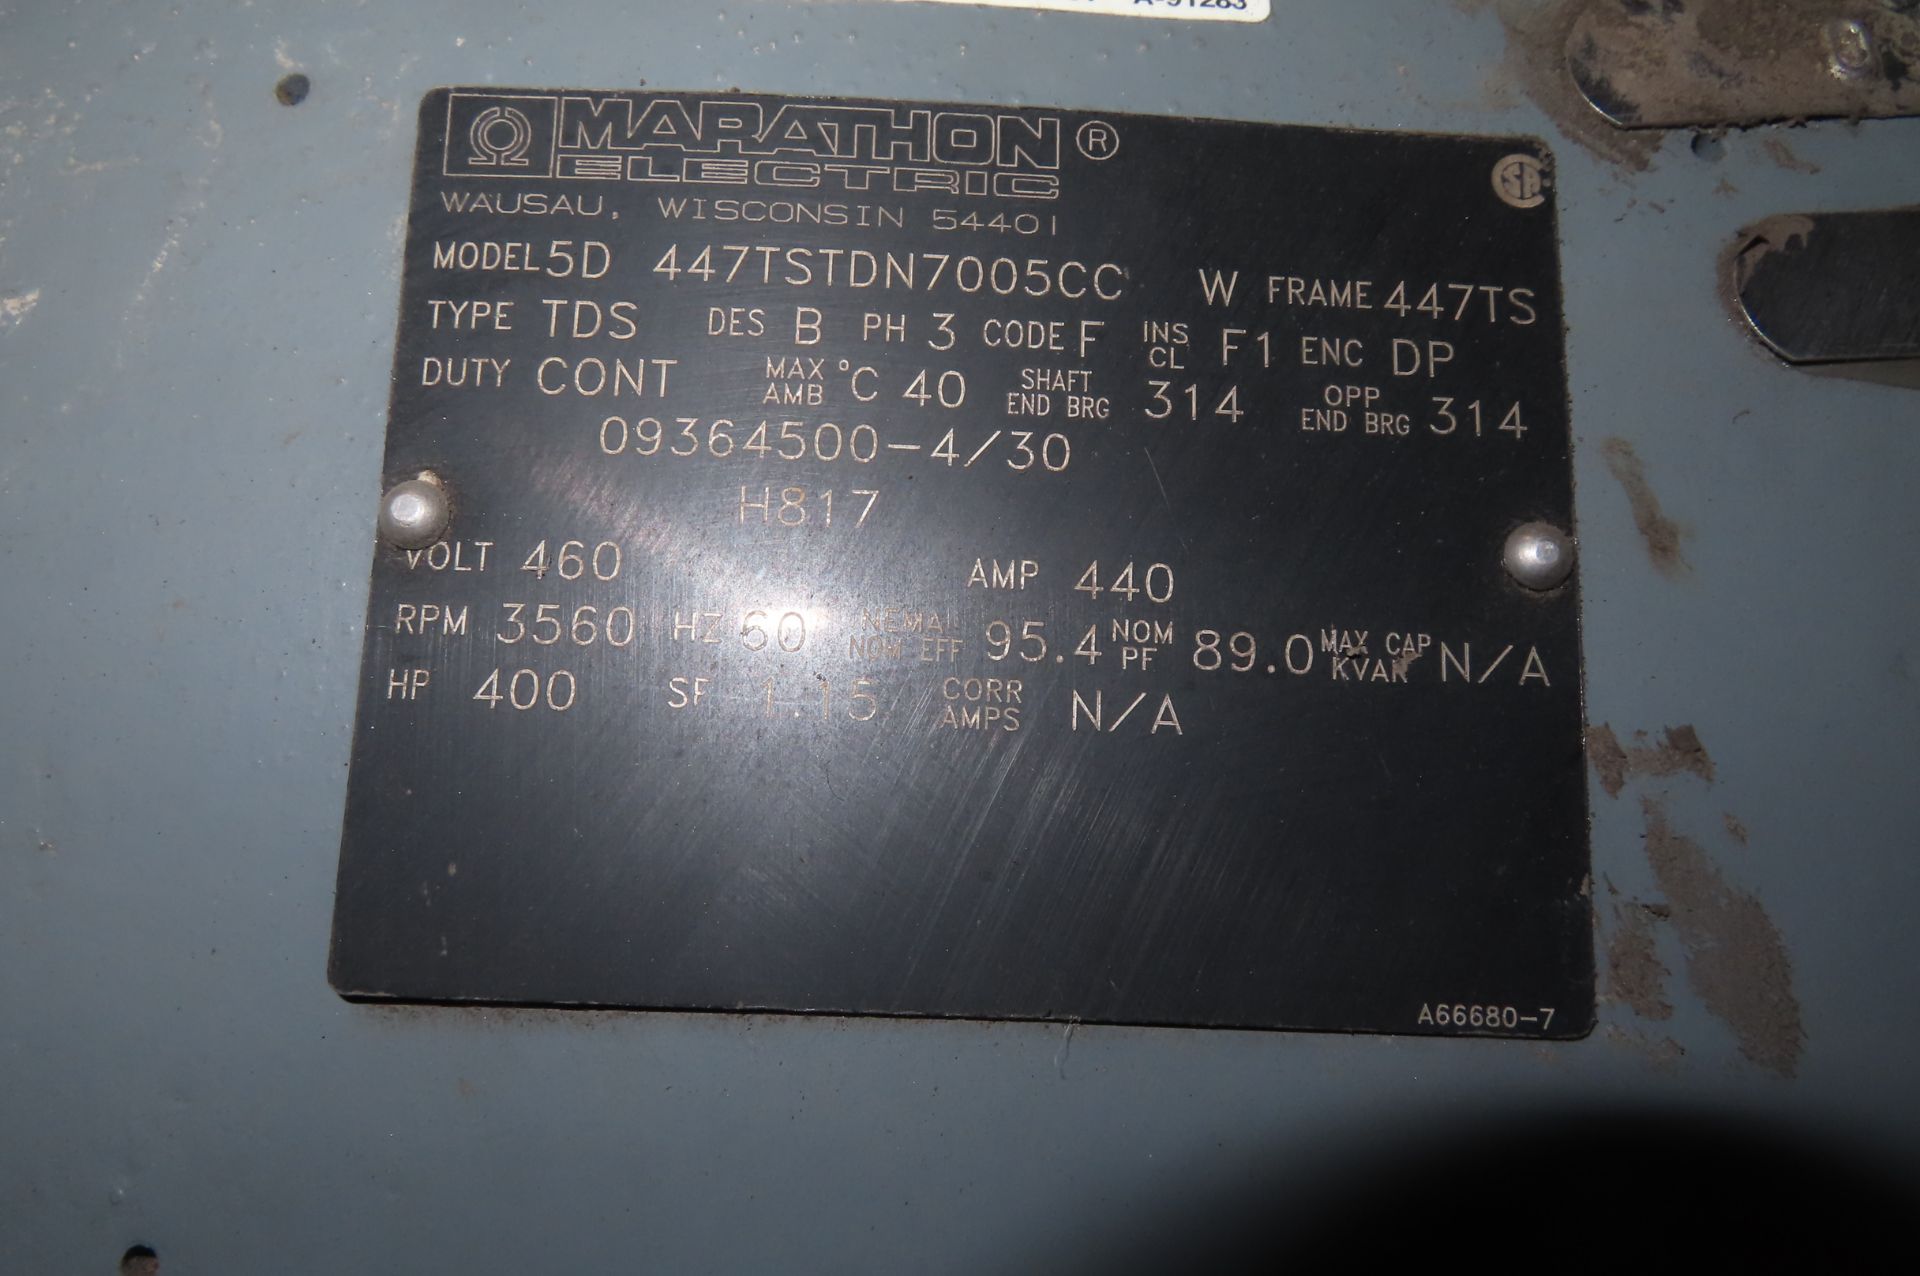 A-91283
MARATHON ®
ELECTRIC
WAUSAU, WISCONSIN 54401
MODEL 5D 447TSTDN7005CC W FRAME 447TS
TYPE TDS DES B PH 3 CODE F INS CL F1 ENC DP
DUTY CONT MAX AMB °C 40 SHAFT END BRG 314 OPP END BRG 314
09364500-4/30
H817
VOLT 460 AMP 440
RPM 3560 HZ 60 NEMA NOM EFF 95.4 NOM PF 89.0 MAX CAP KVAR N/A
HP 400 SF 1.15 CORR AMPS N/A
A66680-7